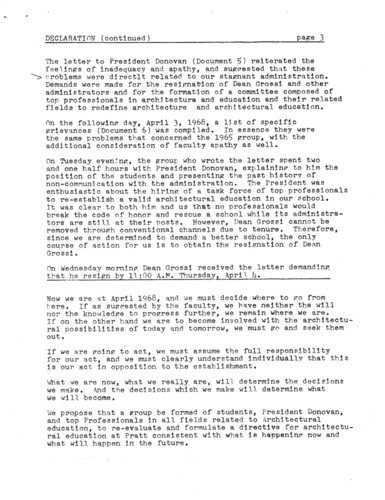 DECLARATION (continued) page 3
The letter to President Donovan (Document 5) reiterated the
feelings of inadequacy and apathy, and suggested that these
problems were directlt related to our stagnant administration.
Demands were made for the resignation of Dean Grossi and other
administrators and for the formation of a committee composed of
top professionals in architecture and education and their related
fields to redefine architecture and architectural education.
On the following day, April 3, 1968, a list of specific
grievances (Document 6) was compiled. In essence they were
the same problems that concerned the 1965 group, with the
additional consideration of faculty apathy as well.
On Tuesday evening, the group who wrote the letter spent two
and one half hours with President Donovan, explaining to him the
position of the students and presenting the past history of
non-communication with the administration. The President was
enthusiastic about the hiring of a task force of top professionals
to re-establish a valid architectural education in our school.
It was clear to both him and us that no professionals would
break the code of honor and rescue a school while its administra-
tors are still at their posts. However, Dean Grossi cannot be
removed through conventional channels due to tenure. Therefore,
since we are determined to demand a better school, the only
course of action for us is to obtain the resignation of Dean
Grossi.
On Wednesday morning Dean Grossi received the letter demanding
that he resign by 11:00 A.M. Thursday, April 4.
Now we are at April 1968, and we must decide where to go from
here. If as suggested by the faculty, we have neither the will
nor the knowledge to progress further, we remain where we are.
If on the other hand we are to become involved with the architectu-
ral possibilities of today and tomorrow, we must go and seek them
out.
If we are going to act, we must assume the full responsibility
for our act, and we must clearly understand individually that this
is our act in opposition to the establishment.
What we are now, what we really are, will determine the decisions
we make. And the decisions which we make will determine what
we will become.
We propose that a group be formed of students, President Donovan,
and top Professionals in all fields related to Architectural
education, to re-evaluate and formulate a directive for architectu-
ral education at Pratt consistent with what is happening now and
what will happen in the future.